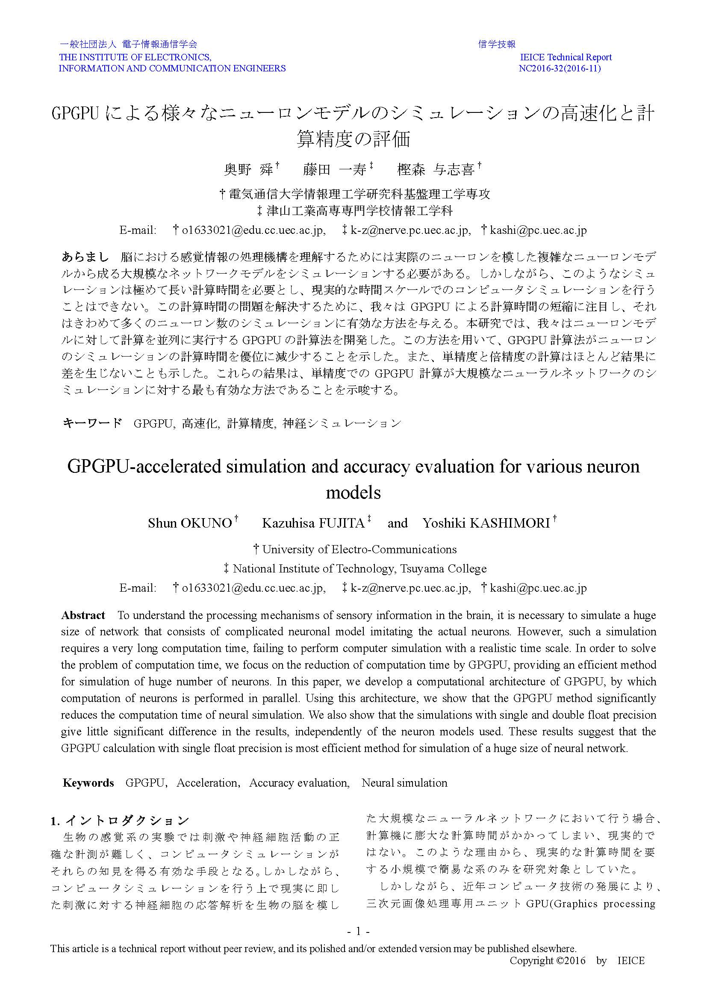 一般社団法人 電子情報通信学会
信学技報
THE INSTITUTE OF ELECTRONICS,
IEICE Technical Report
INFORMATION AND COMMUNICATION ENGINEERS
NC2016-32(2016-11)
GPGPU による様々なニューロンモデルのシミュレーションの高速化と計
算精度の評価
奥野 舜† 藤田 一寿‡ 樫森 与志喜†
†電気通信大学情報理工学研究科基盤理工学専攻
‡津山工業高専専門学校情報工学科
E-mail: †o1633021@edu.cc.uec.ac.jp, ‡k-z@nerve.pc.uec.ac.jp, †kashi@pc.uec.ac.jp
あらまし 脳における感覚情報の処理機構を理解するためには実際のニューロンを模した複雑なニューロンモデ
ルから成る大規模なネットワークモデルをシミュレーションする必要がある。しかしながら、このようなシミュ
レーションは極めて長い計算時間を必要とし、現実的な時間スケールでのコンピュータシミュレーションを行う
ことはできない。この計算時間の問題を解決するために、我々は GPGPU による計算時間の短縮に注目し、それ
はきわめて多くのニューロン数のシミュレーションに有効な方法を与える。本研究では、我々はニューロンモデ
ルに対して計算を並列に実行する GPGPU の計算法を開発した。この方法を用いて、GPGPU 計算法がニューロン
のシミュレーションの計算時間を優位に減少することを示した。また、単精度と倍精度の計算はほとんど結果に
差を生じないことも示した。これらの結果は、単精度での GPGPU 計算が大規模なニューラルネットワークのシ
ミュレーションに対する最も有効な方法であることを示唆する。
キーワード GPGPU, 高速化, 計算精度, 神経シミュレーション
GPGPU-accelerated simulation and accuracy evaluation for various neuron
models
Shun OKUNO† Kazuhisa FUJITA‡ and Yoshiki KASHIMORI†
†University of Electro-Communications
‡National Institute of Technology, Tsuyama College
E-mail: †o1633021@edu.cc.uec.ac.jp, ‡k-z@nerve.pc.uec.ac.jp, †kashi@pc.uec.ac.jp
Abstract To understand the processing mechanisms of sensory information in the brain, it is necessary to simulate a huge
size of network that consists of complicated neuronal model imitating the actual neurons. However, such a simulation
requires a very long computation time, failing to perform computer simulation with a realistic time scale. In order to solve
the problem of computation time, we focus on the reduction of computation time by GPGPU, providing an efficient method
for simulation of huge number of neurons. In this paper, we develop a computational architecture of GPGPU, by which
computation of neurons is performed in parallel. Using this architecture, we show that the GPGPU method significantly
reduces the computation time of neural simulation. We also show that the simulations with single and double float precision
give little significant difference in the results, independently of the neuron models used. These results suggest that the
GPGPU calculation with single float precision is most efficient method for simulation of a huge size of neural network.
Keywords GPGPU, Acceleration, Accuracy evaluation, Neural simulation
1. イントロダクション
生物の感覚系の実験では刺激や神経細胞活動の正
確な計測が難しく、コンピュータシミュレーションが
それらの知見を得る有効な手段となる。しかしながら、
コンピュータシミュレーションを行う上で現実に即し
た刺激に対する神経細胞の応答解析を生物の脳を模し
た大規模なニューラルネットワークにおいて行う場合、
計算機に膨大な計算時間がかかってしまい、現実的で
はない。このような理由から、現実的な計算時間を要
する小規模で簡易な系のみを研究対象としていた。
しかしながら、近年コンピュータ技術の発展により、
三次元画像処理専用ユニット GPU(Graphics processing
- 1 -
This article is a technical report without peer review, and its polished and/or extended version may be published elsewhere.
Copyright ©2016 by IEICE